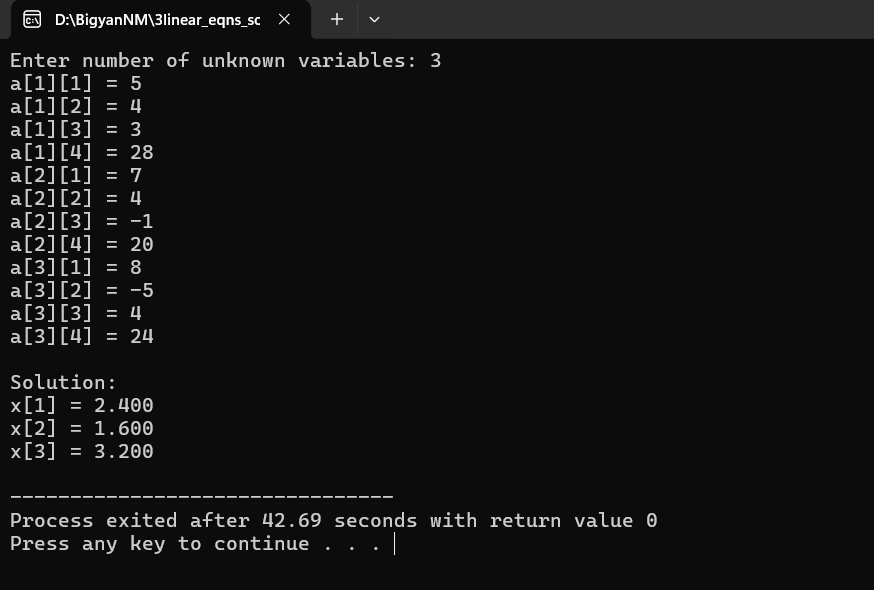 D:\BigyanNM\3linear_eqns_sc
Enter number of unknown variables: 3
a[1][1] = 5
a[1][2] = 4
a[1][3] = 3
a[1][4] = 28
a[2][1] = 7
a[2][2] = 4
a[2][3] = -1
a[2][4] = 20
a[3][1] = 8
a[3][2] = -5
a[3][3] = 4
a[3][4] = 24
Solution:
x[1] = 2.400
x[2] = 1.600
x[3] = 3.200
--------------------------------
Process exited after 42.69 seconds with return value 0
Press any key to continue . . .